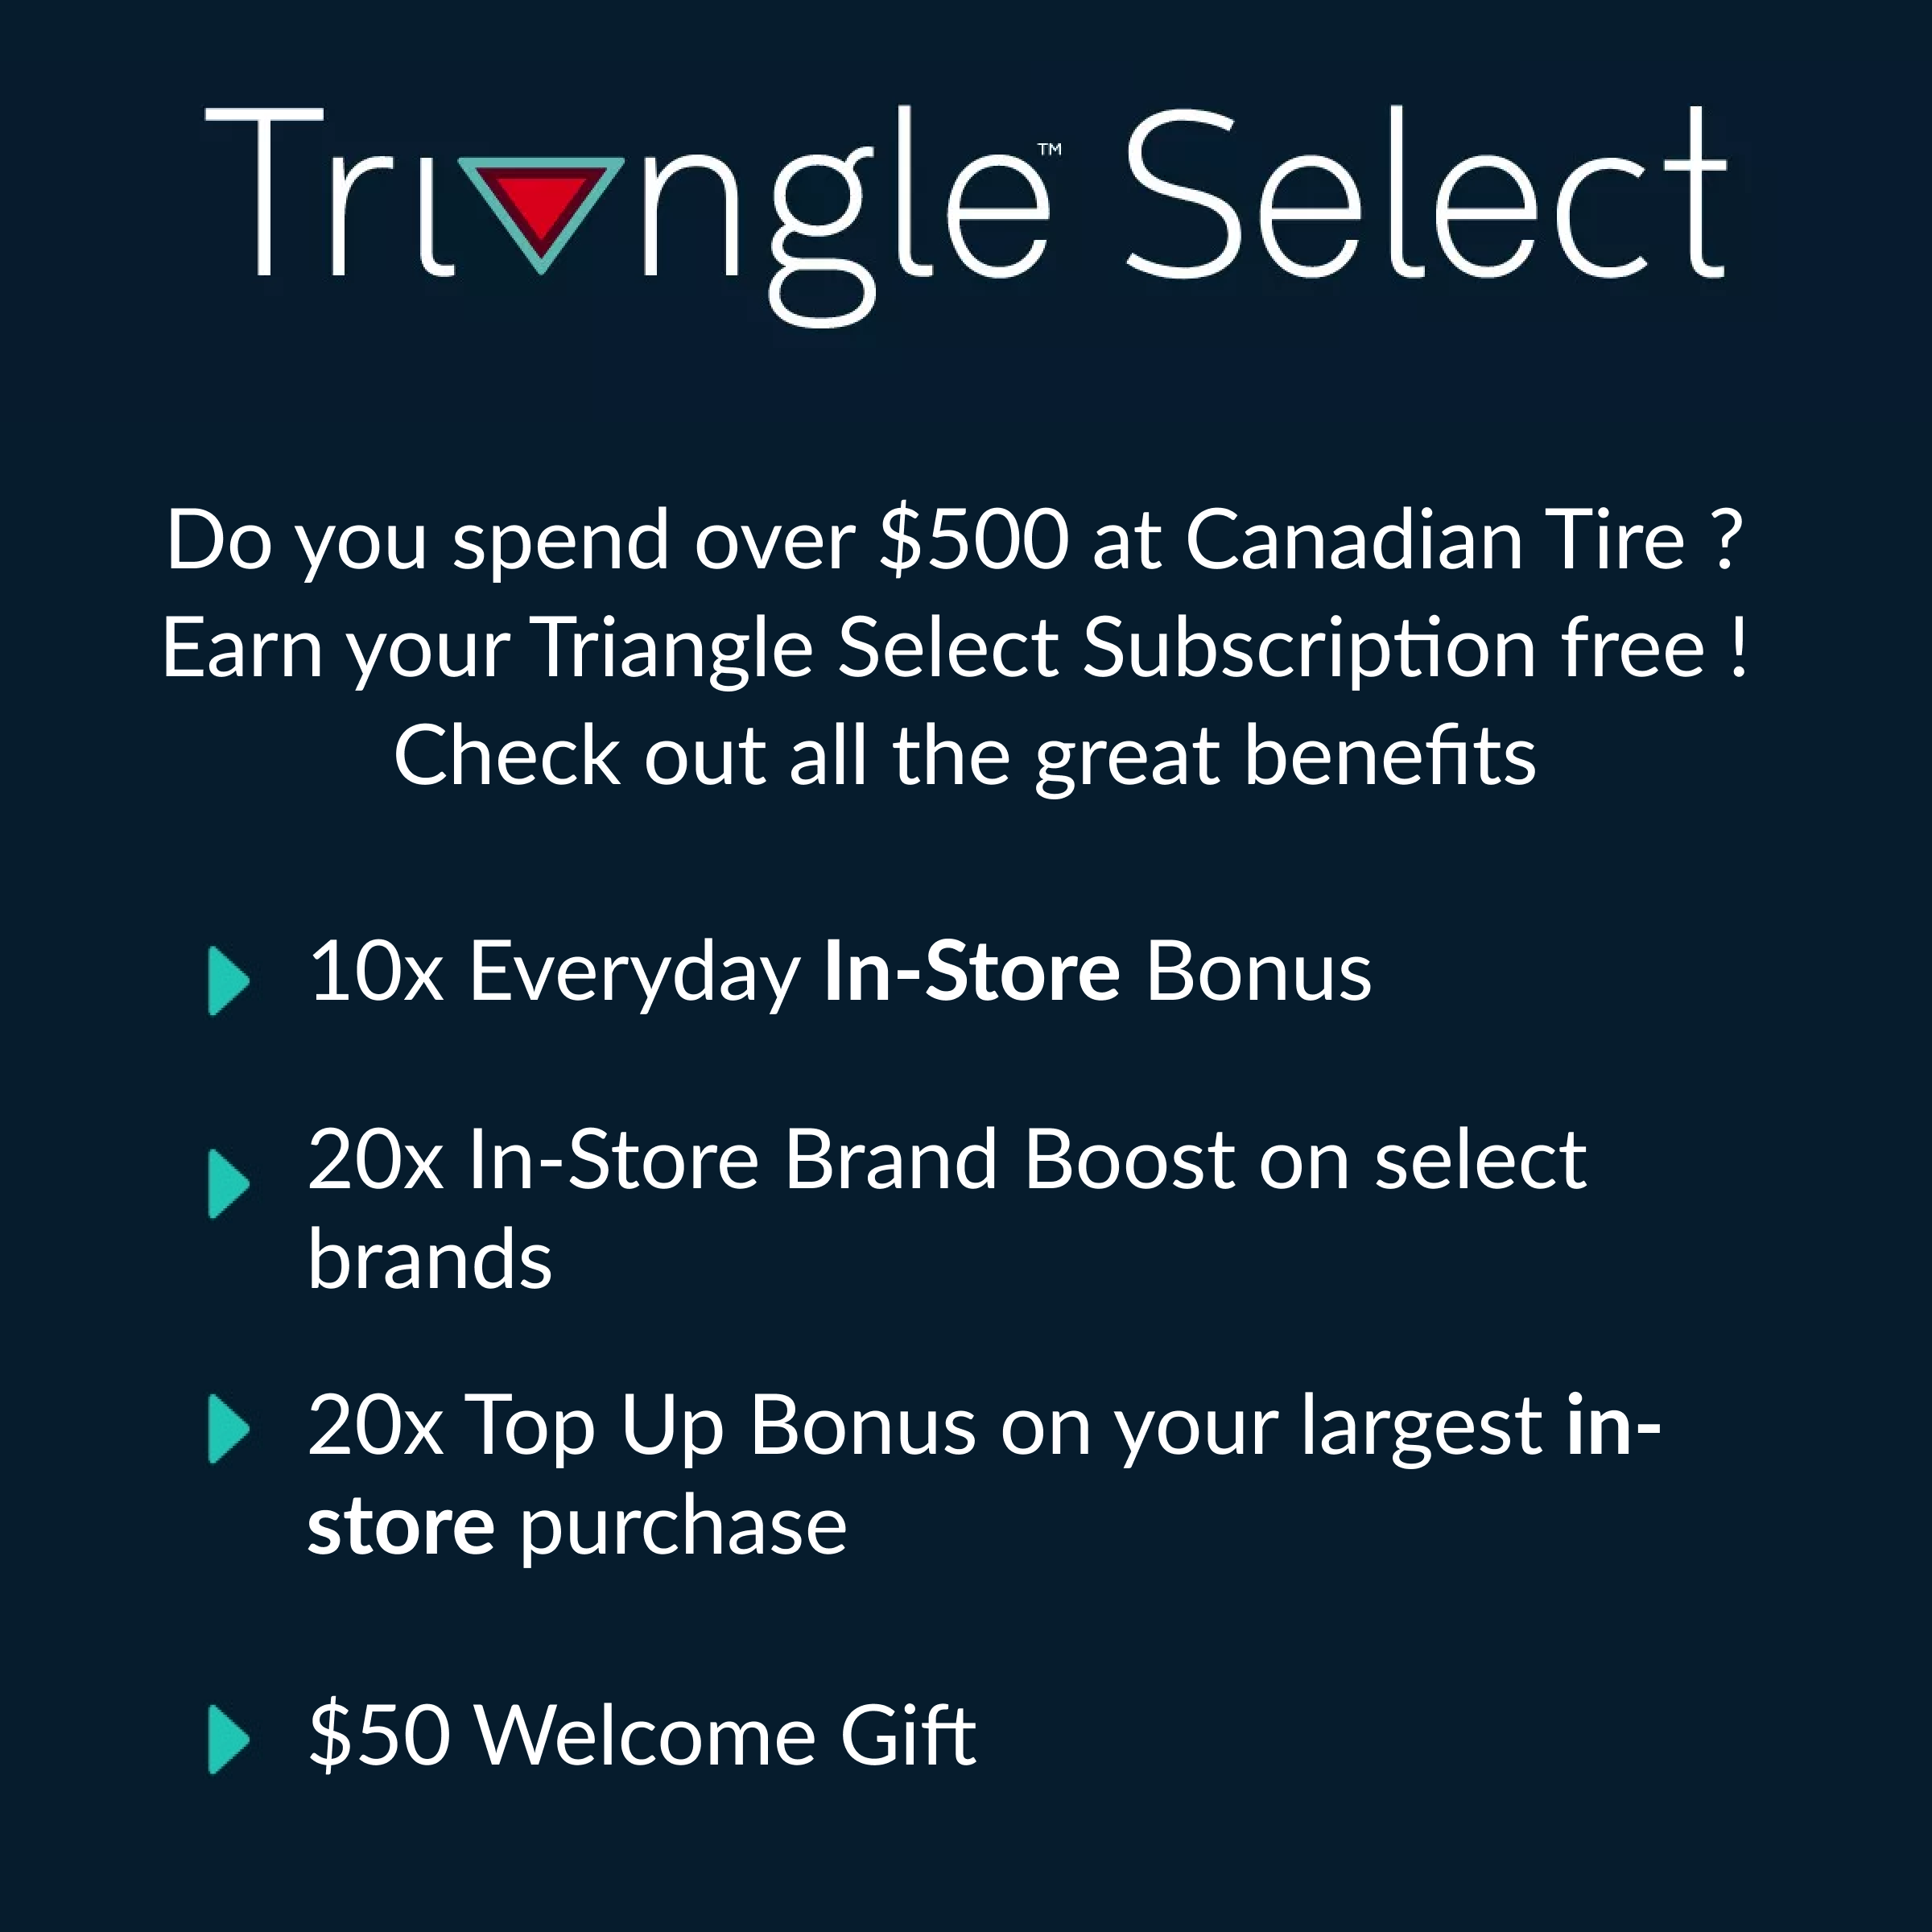 Triangle™ Select
Do you spend over $500 at Canadian Tire ?
Earn your Triangle Select Subscription free !
Check out all the great benefits
10x Everyday In-Store Bonus
20x In-Store Brand Boost on select
brands
20x Top Up Bonus on your largest in-
store purchase
$50 Welcome Gift